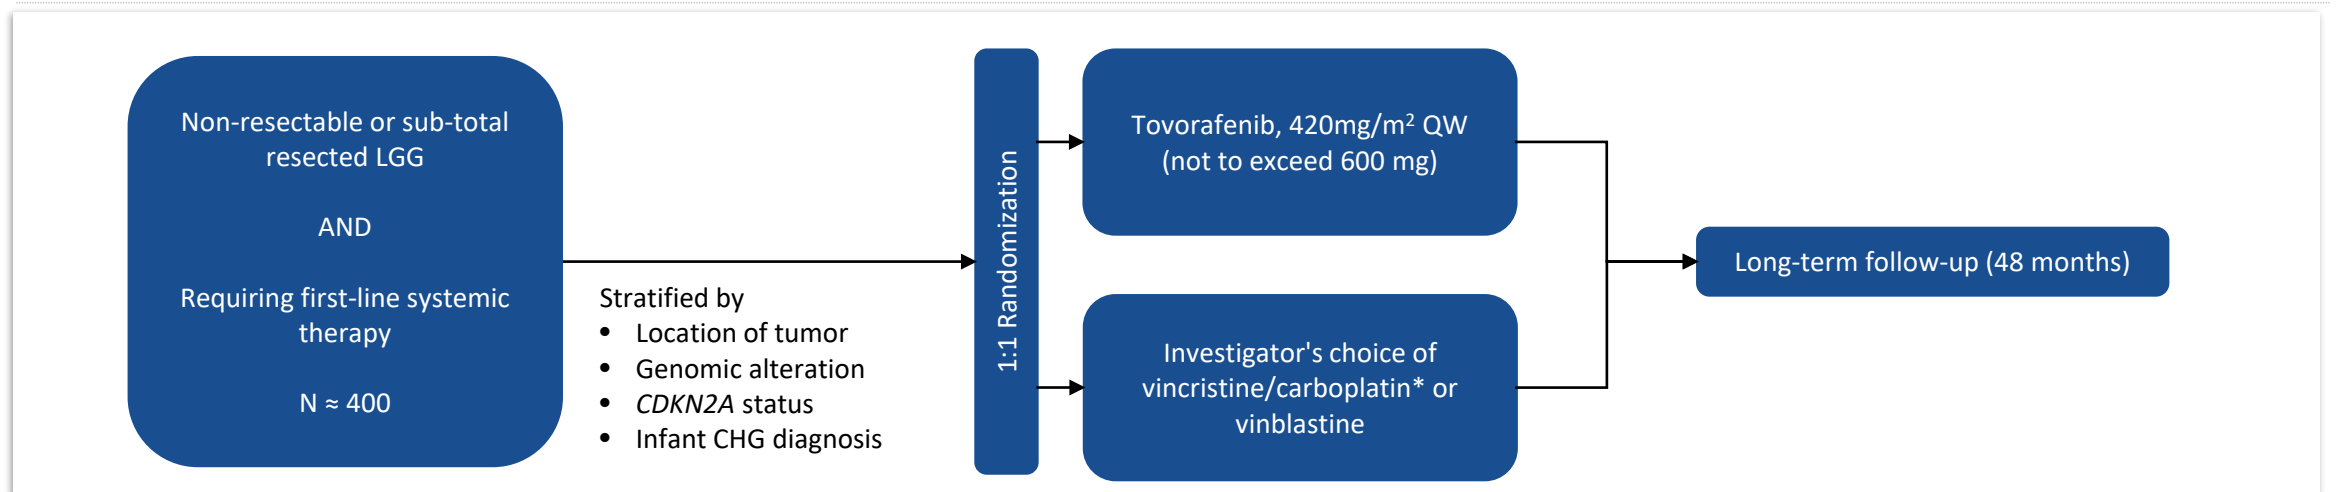 Non-resectable or sub-total
resected LGG
AND
Requiring first-line systemic
therapy
N ≈ 400
Stratified by
• Location of tumor
• Genomic alteration
• CDKN2A status
• Infant CHG diagnosis
1:1 Randomization
Tovorafenib, 420mg/m² QW
(not to exceed 600 mg)
Investigator's choice of
vincristine/carboplatin* or
vinblastine
Long-term follow-up (48 months)